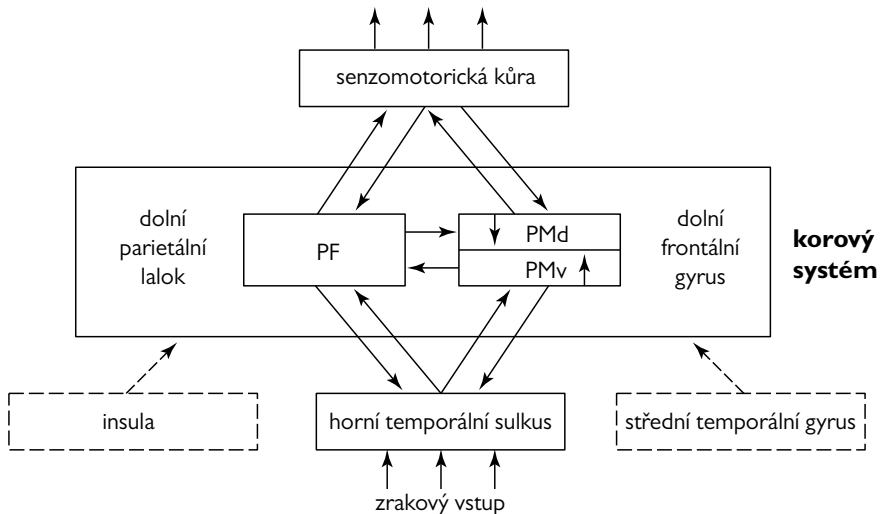 senzomotorická kůra
dolní
parietální
lalok
PF
PMd
PMv
dolní
frontální
gyrus
korový
systém
insula
horní temporální sulkus
střední temporální gyrus
zrakový vstup